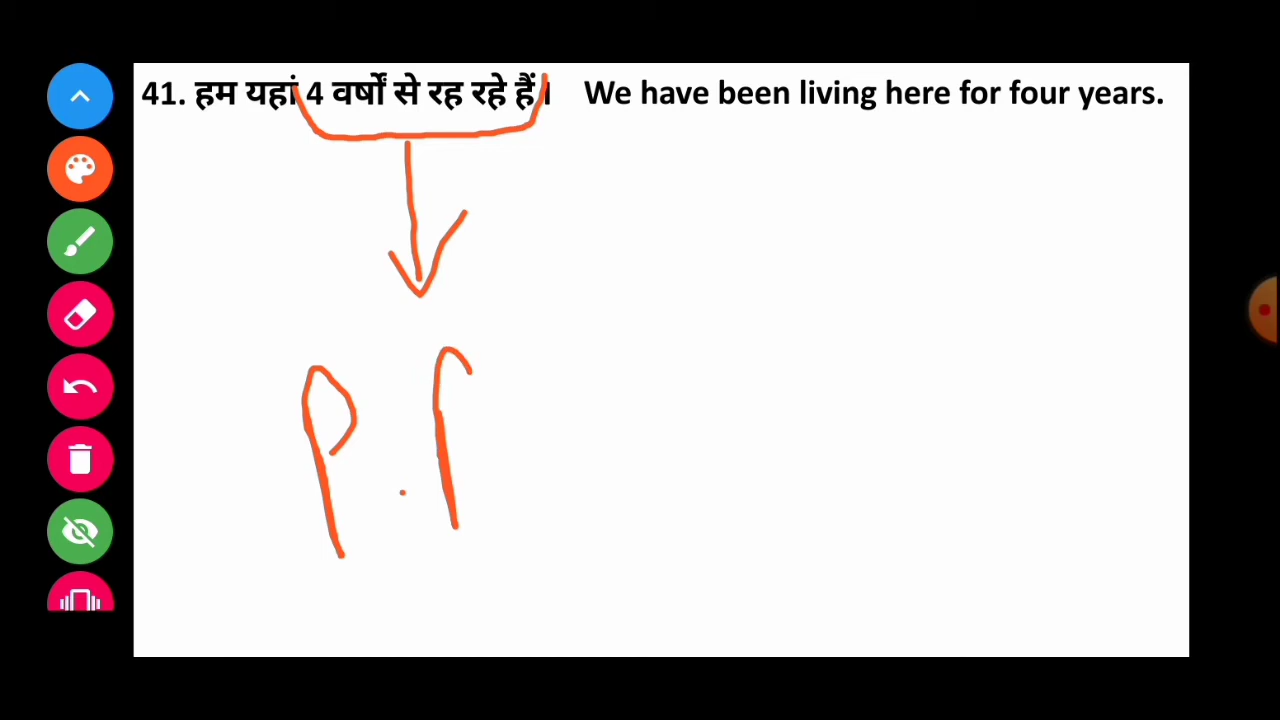 41. हम यहां 4 वर्षों से रह रहे हैं। We have been living here for four years.
P.